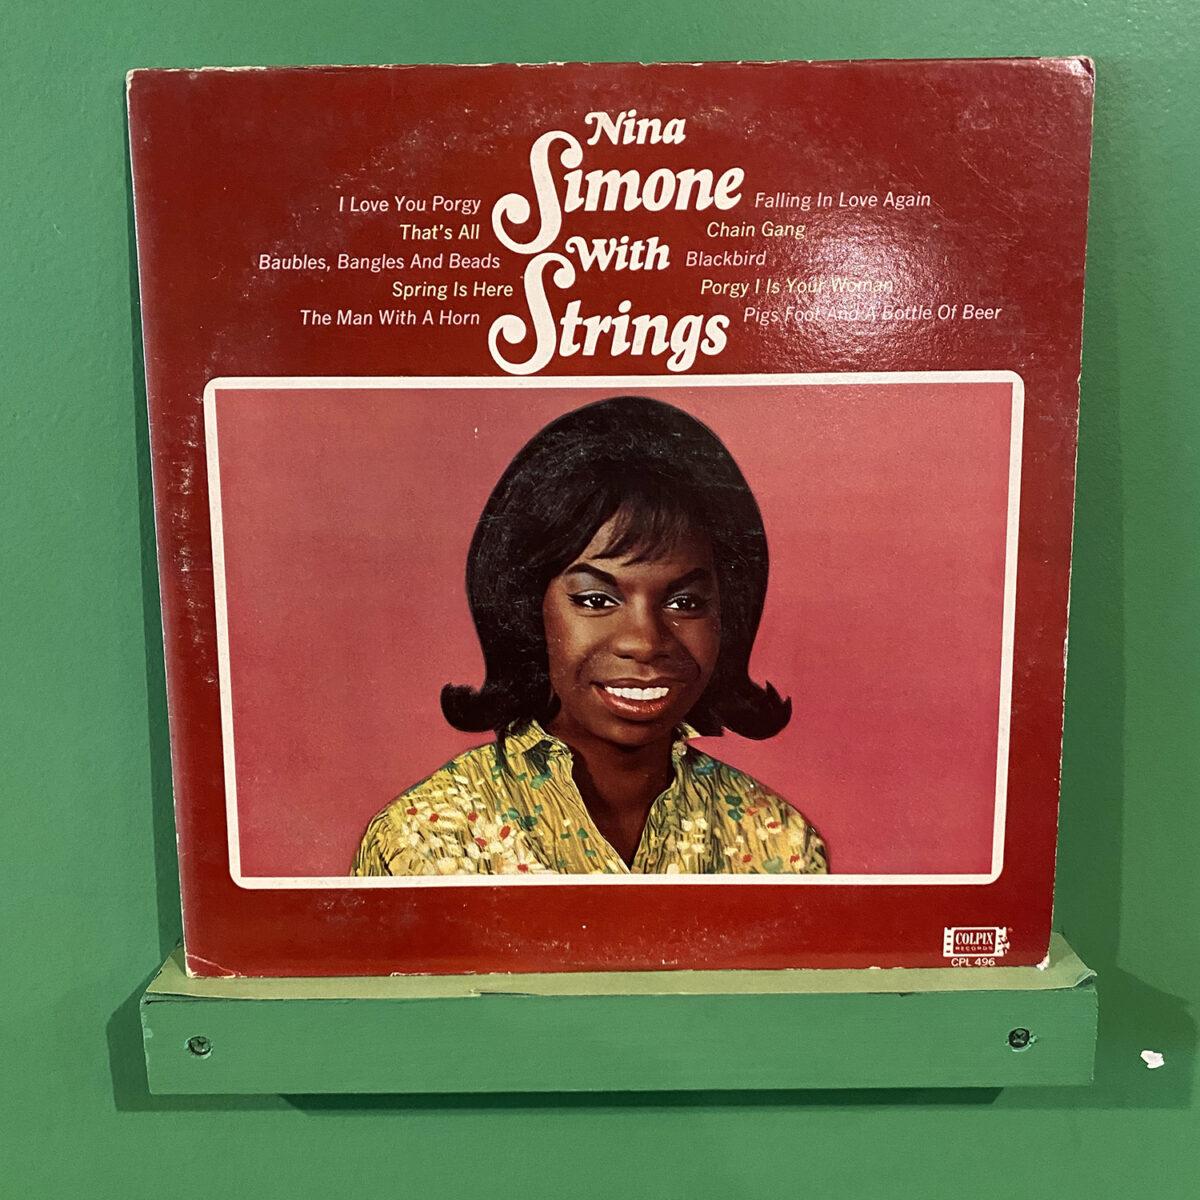 Nina
Simone
With
Strings
I Love You Porgy
That's All
Baubles, Bangles And Beads
Spring Is Here
The Man With A Horn
Falling In Love Again
Chain Gang
Blackbird
Porgy I Is Your Woman
Pigs Foot And A Bottle Of Beer
COLPIX
RECORDS
CPL 496